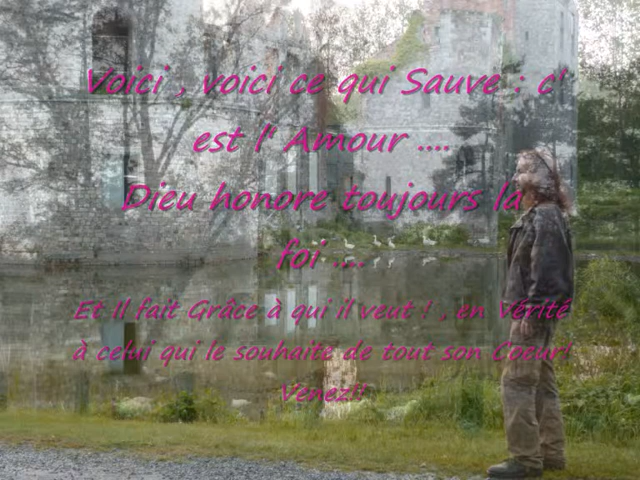 Voici , voici ce qui Sauve : c'
est l' Amour ....
Dieu honore toujours la
foi ....
Et Il fait Grâce à qui il veut ! , en Vérité
à celui qui le souhaite de tout son Coeur!
Venez!!